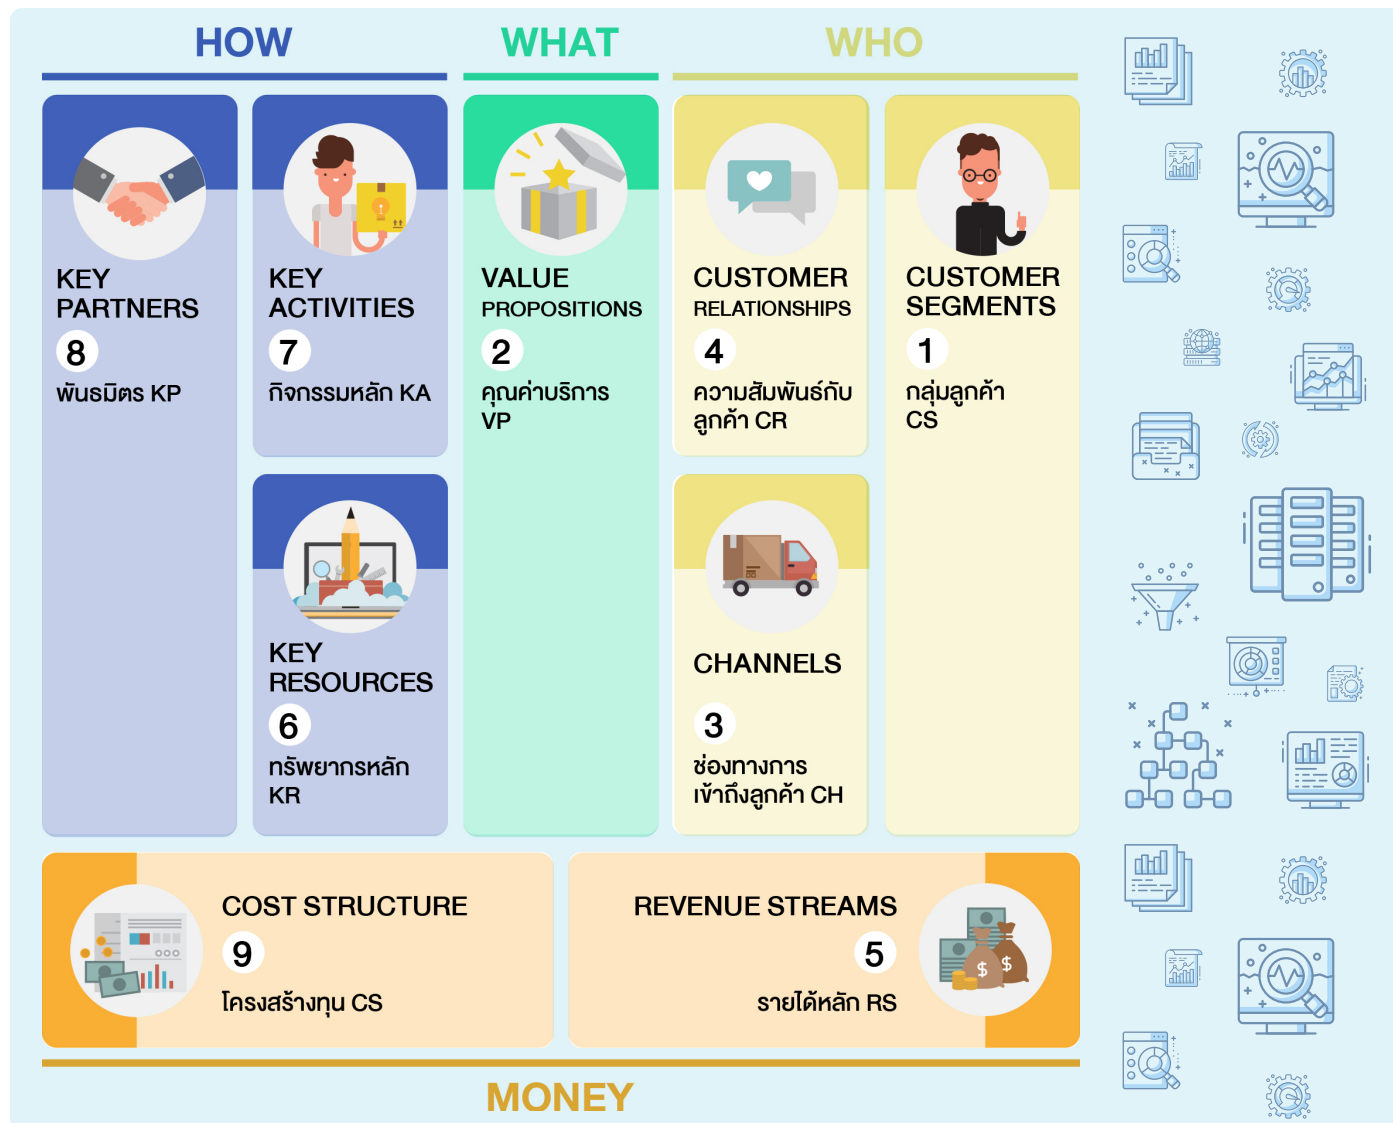 HOW
WHAT
WHO
KEY
PARTNERS
8
พันธมิตร KP
KEY
ACTIVITIES
7
กิจกรรมหลัก KA
VALUE
PROPOSITIONS
2
คุณค่าบริการ
VP
CUSTOMER
RELATIONSHIPS
4
ความสัมพันธ์กับ
ลูกค้า CR
CUSTOMER
SEGMENTS
1
กลุ่มลูกค้า
CS
KEY
RESOURCES
6
ทรัพยากรหลัก
KR
CHANNELS
3
ช่องทางการ
เข้าถึงลูกค้า CH
COST STRUCTURE
9
โครงสร้างทุน CS
REVENUE STREAMS
5
รายได้หลัก RS
MONEY